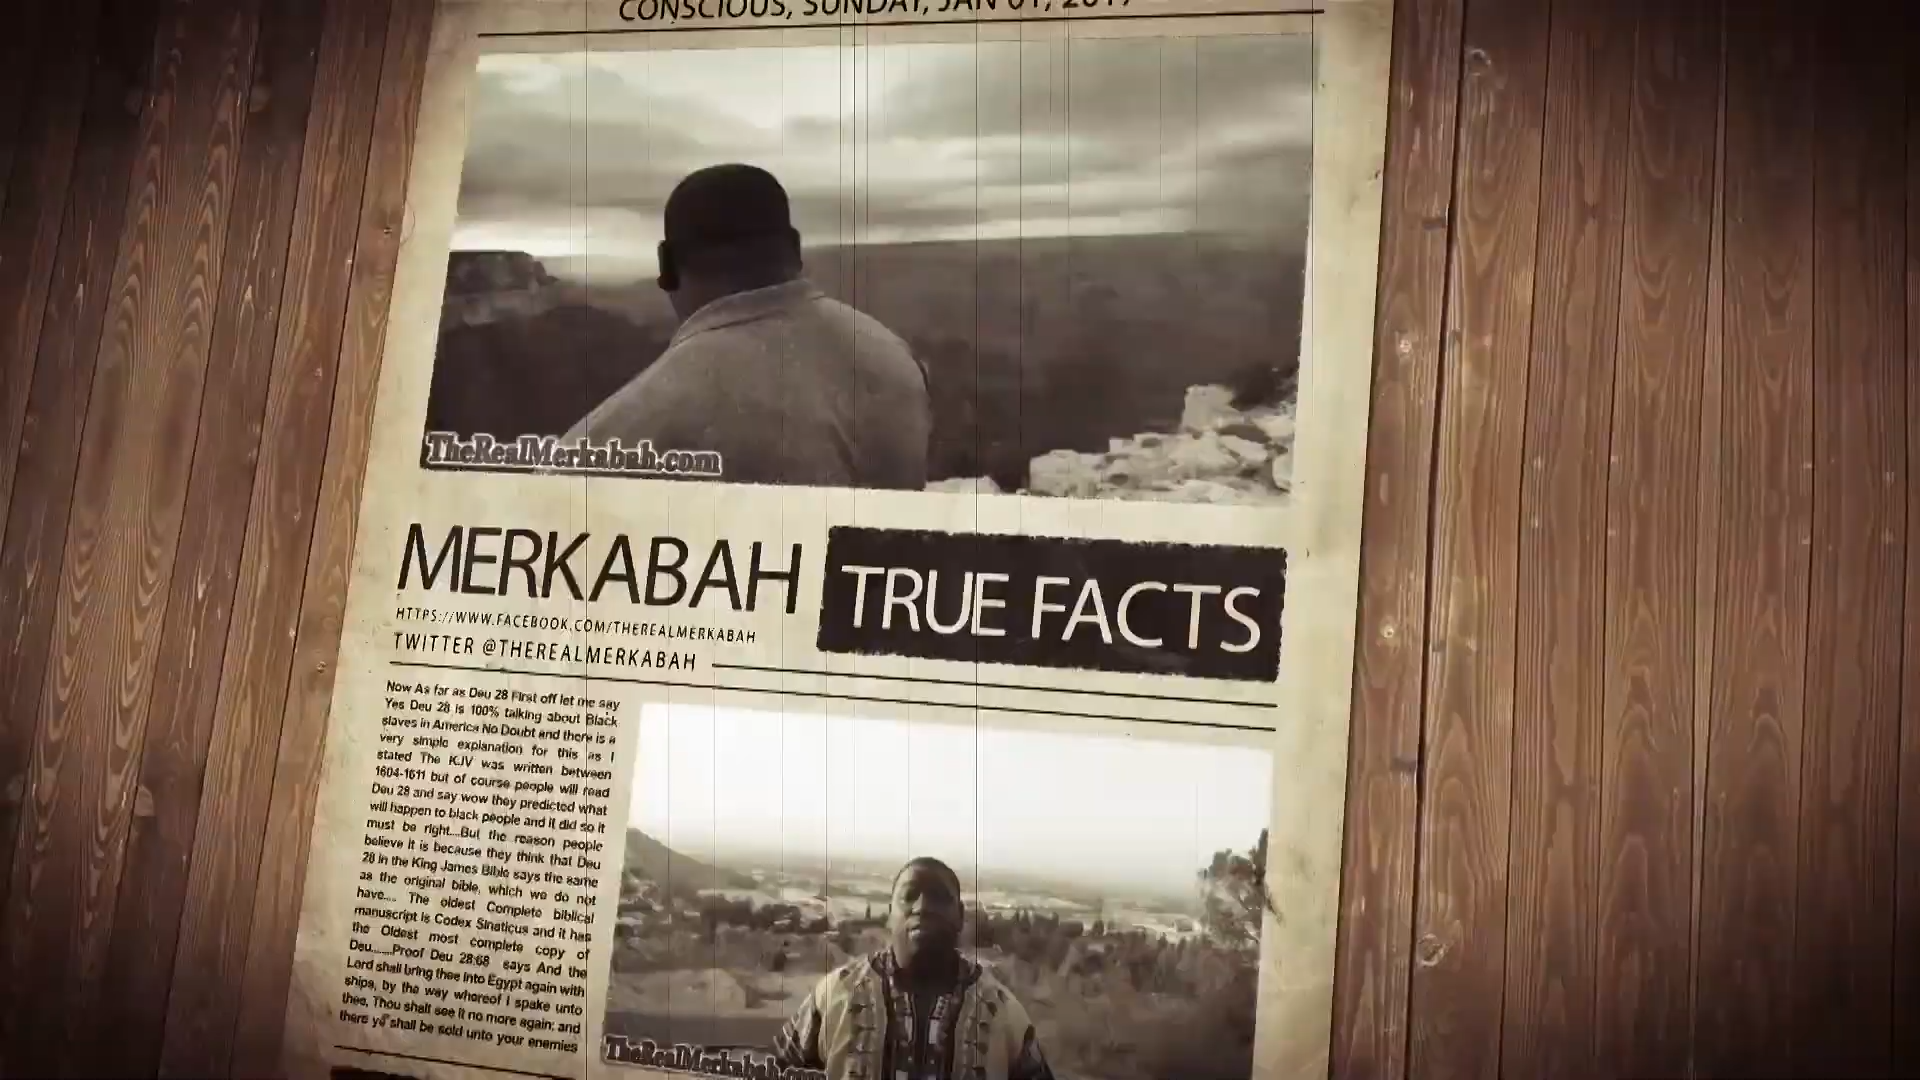 CONSCIOUS, SUNDAY, JAN 01, 2017
TheRealMerkabah.com
MERKABAH
TRUE FACTS
HTTPS://WWW.FACEBOOK.COM/THEREALMERKABAH
TWITTER @THEREALMERKABAH
Now As far as Deu 28 First off let me say
Yes Deu 28 is 100% talking about Black
slaves in America No Doubt and there is a
very simple explanation for this as I
stated The KJV was written between
1604-1611 but of course people will read
Deu 28 and say wow they predicted what
will happen to black people and it did so it
must be right....But the reason people
believe it is because they think that Deu
28 in the King James Bible says the same
as the original bible, which we do not
have.... The oldest Complete biblical
manuscript is Codex Sinaticus and it has
the Oldest most complete copy of
Deu......Proof Deu 28:68 says And the
Lord shall bring thee into Egypt again with
ships, by the way whereof I spake unto
thee, Thou shalt see it no more again: and
there ye shall be sold unto your enemies
TheRealMerkabah.com